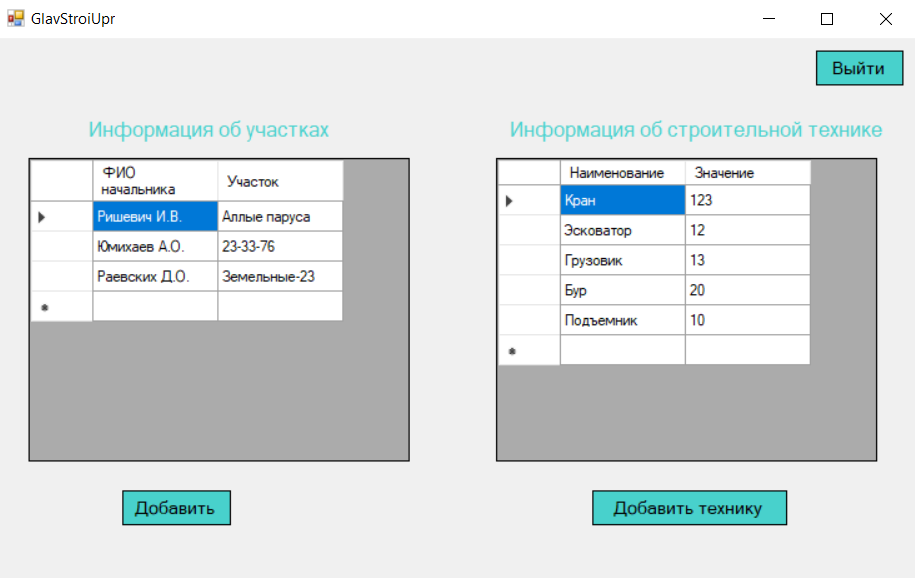 GlavStroiUpr
Выйти
Информация об участках
ФИО
начальника
Участок
Ришевич И.В.
Аллые паруса
Юмихаев А.О.
23-33-76
Раевских Д.О.
Земельные-23
Добавить
Информация об строительной технике
Наименование
Значение
Кран
123
Эсковатор
12
Грузовик
13
Бур
20
Подъемник
10
Добавить технику